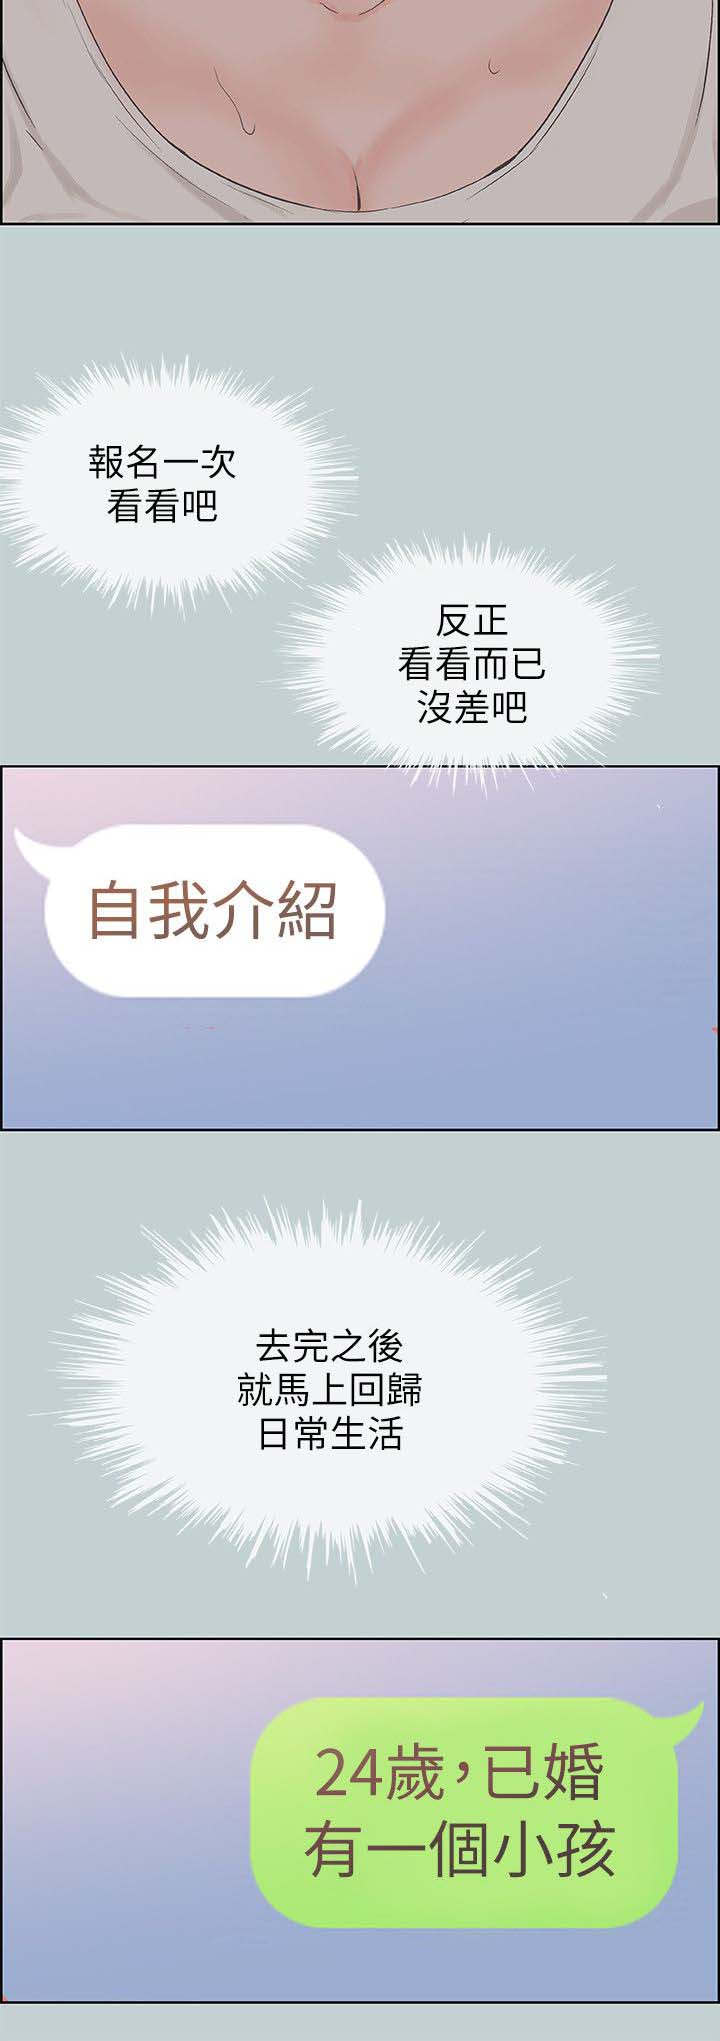 報名一次
看看吧
反正
看看而已
沒差吧
自我介紹
去完之後
就馬上回歸
日常生活
24歲，已婚
有一個小孩